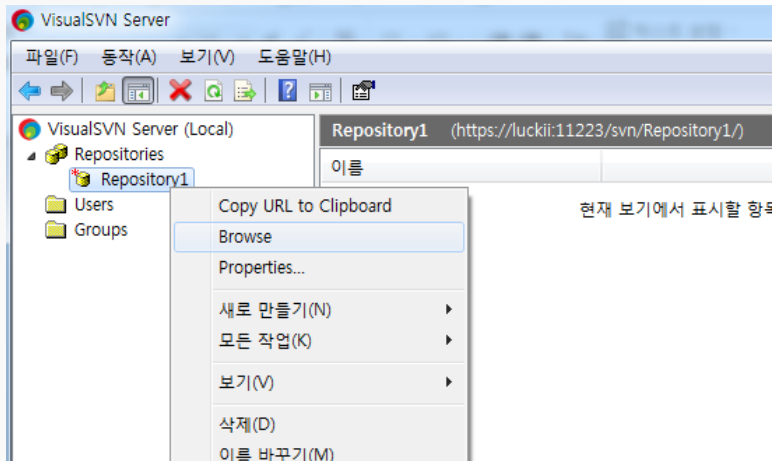 VisualSVN Server
파일(F) 동작(A) 보기(V) 도움말(H)
VisualSVN Server (Local)
Repositories
Repository1
Users
Groups
Repository1 (https://luckii:11223/svn/Repository1/)
이름
현재 보기에서 표시할
Copy URL to Clipboard
Browse
Properties...
새로 만들기(N)
모든 작업(K)
보기(V)
삭제(D)
이름 바꾸기(M)